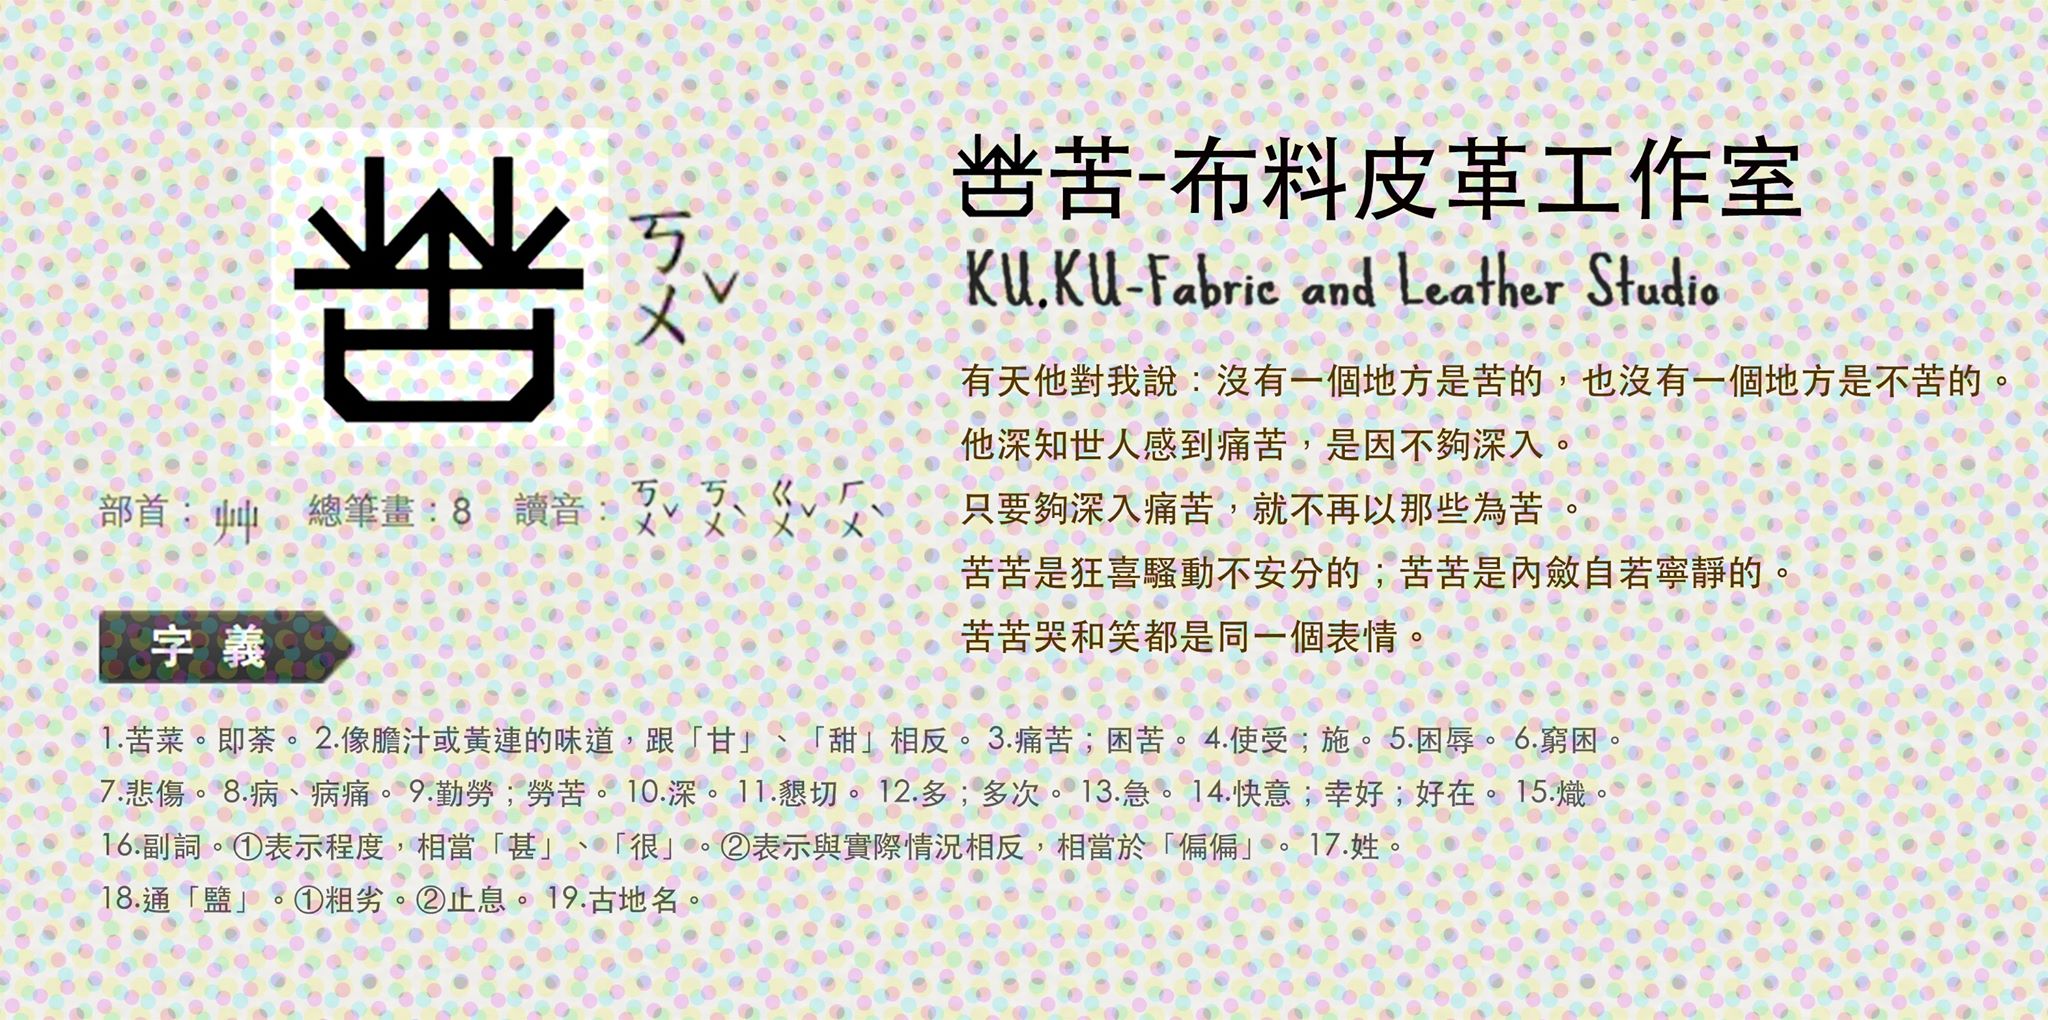 ㄎㄨˇ
部首：艸 總筆畫：8 讀音：ㄎㄨˇ ㄎㄨˋ ㄍㄨˇ ㄏㄨˋ
苦-布料皮革工作室
KU.KU-Fabric and Leather Studio
有天他對我說：沒有一個地方是苦的，也沒有一個地方是不苦的。
他深知世人感到痛苦，是因不夠深入。
只要夠深入痛苦，就不再以那些為苦。
苦苦是狂喜騷動不安分的；苦苦是內斂自若寧靜的。
苦苦哭和笑都是同一個表情。
字義
1.苦菜。即荼。2.像膽汁或黃連的味道，跟「甘」、「甜」相反。3.痛苦；困苦。4.使受；施。5.困辱。6.窮困。
7.悲傷。8.病、病痛。9.勤勞；勞苦。10.深。11.懇切。12.多；多次。13.急。14.快意；幸好；好在。15.熾。
16.副詞。①表示程度，相當「甚」、「很」。②表示與實際情況相反，相當於「偏偏」。17.姓。
18.通「盬」。①粗劣。②止息。19.古地名。